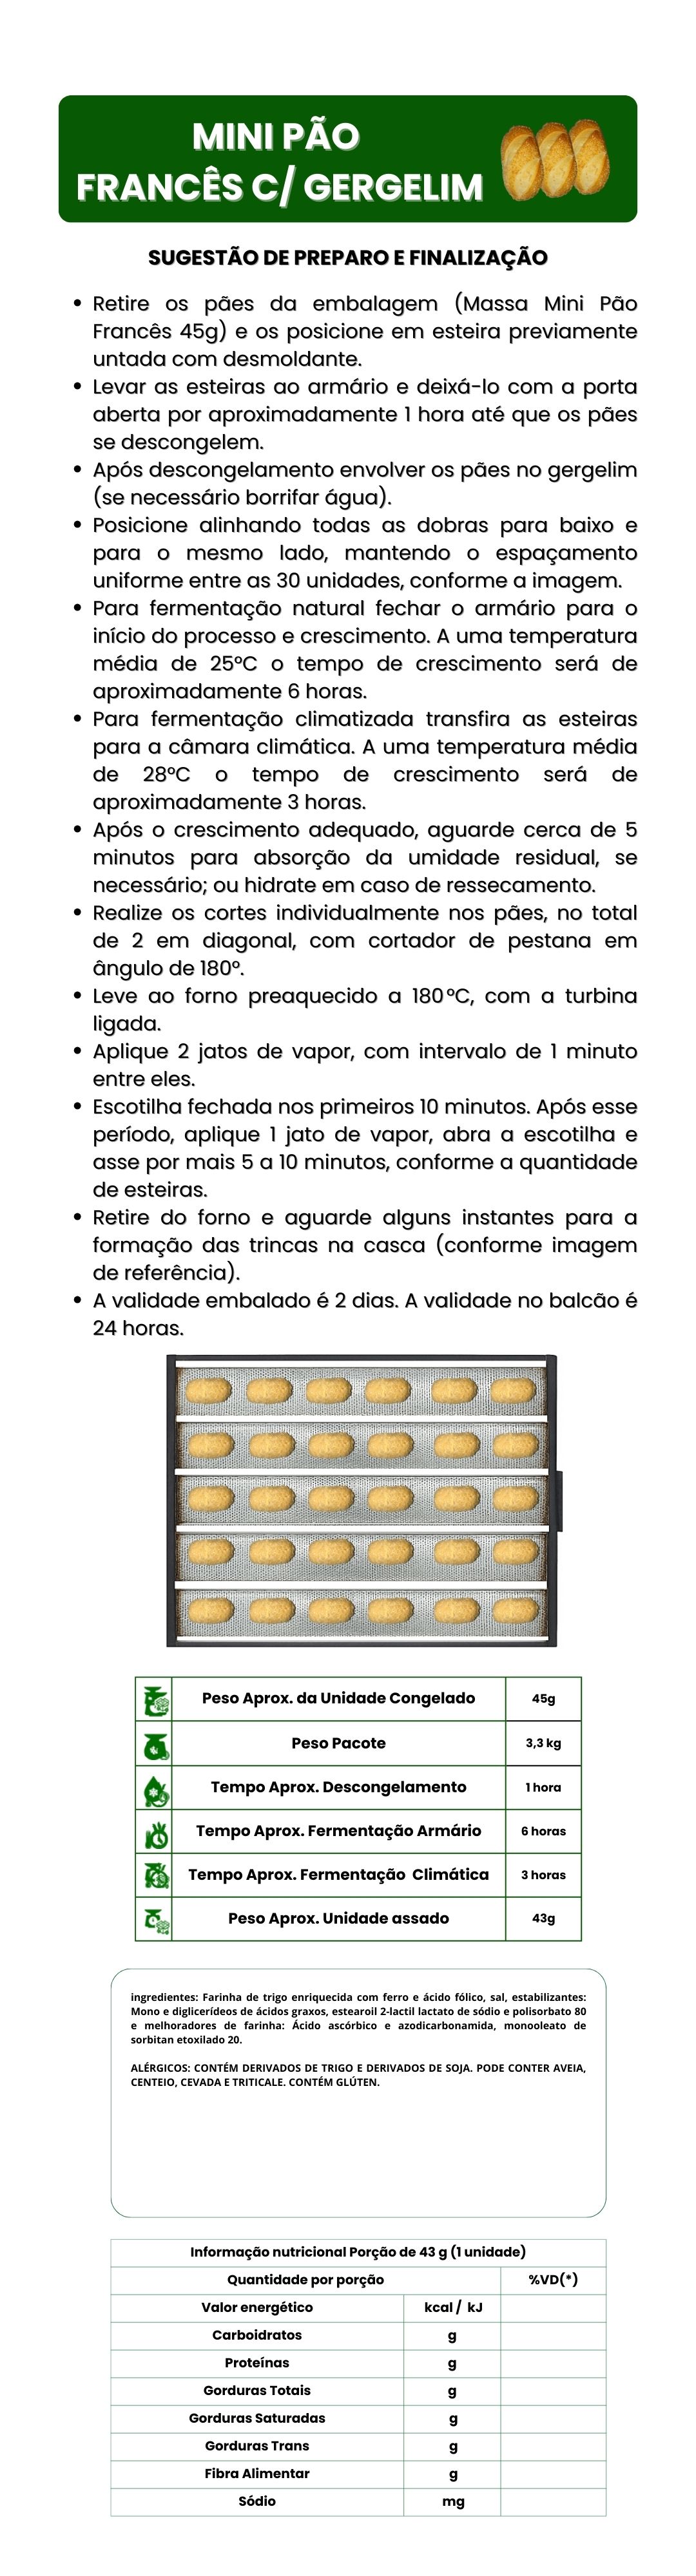 MINI PÃO
FRANCÊS C/ GERGELIM
SUGESTÃO DE PREPARO E FINALIZAÇÃO
• Retire os pães da embalagem (Massa Mini Pão
Francês 45g) e os posicione em esteira previamente
untada com desmoldante.
• Levar as esteiras ao armário e deixá-lo com a porta
aberta por aproximadamente 1 hora até que os pães
se descongelem.
• Após descongelamento envolver os pães no gergelim
(se necessário borrifar água).
• Posicione alinhando todas as dobras para baixo e
para o mesmo lado, mantendo o espaçamento
uniforme entre as 30 unidades, conforme a imagem.
• Para fermentação natural fechar o armário para o
início do processo e crescimento. A uma temperatura
média de 25°C o tempo de crescimento será de
aproximadamente 6 horas.
• Para fermentação climatizada transfira as esteiras
para a câmara climática. A uma temperatura média
de 28°C o tempo de crescimento será de
aproximadamente 3 horas.
• Após o crescimento adequado, aguarde cerca de 5
minutos para absorção da umidade residual, se
necessário; ou hidrate em caso de ressecamento.
• Realize os cortes individualmente nos pães, no total
de 2 em diagonal, com cortador de pestana em
ângulo de 180°.
• Leve ao forno preaquecido a 180°C, com a turbina
ligada.
• Aplique 2 jatos de vapor, com intervalo de 1 minuto
entre eles.
• Escotilha fechada nos primeiros 10 minutos. Após esse
período, aplique 1 jato de vapor, abra a escotilha e
asse por mais 5 a 10 minutos, conforme a quantidade
de esteiras.
• Retire do forno e aguarde alguns instantes para a
formação das trincas na casca (conforme imagem
de referência).
• A validade embalado é 2 dias. A validade no balcão é
24 horas.
Peso Aprox. da Unidade Congelado 45g
Peso Pacote 3,3 kg
Tempo Aprox. Descongelamento 1 hora
Tempo Aprox. Fermentação Armário 6 horas
Tempo Aprox. Fermentação Climática 3 horas
Peso Aprox. Unidade assado 43g
ingredientes: Farinha de trigo enriquecida com ferro e ácido fólico, sal, estabilizantes:
Mono e diglicerídeos de ácidos graxos, estearoil 2-lactil lactato de sódio e polisorbato 80
e melhoradores de farinha: Ácido ascórbico e azodicarbonamida, monooleato de
sorbitan etoxilado 20.
ALÉRGICOS: CONTÉM DERIVADOS DE TRIGO E DERIVADOS DE SOJA. PODE CONTER AVEIA,
CENTEIO, CEVADA E TRITICALE. CONTÉM GLÚTEN.
Informação nutricional Porção de 43 g (1 unidade)
Quantidade por porção %VD(*)
Valor energético kcal / kJ
Carboidratos g
Proteínas g
Gorduras Totais g
Gorduras Saturadas g
Gorduras Trans g
Fibra Alimentar g
Sódio mg